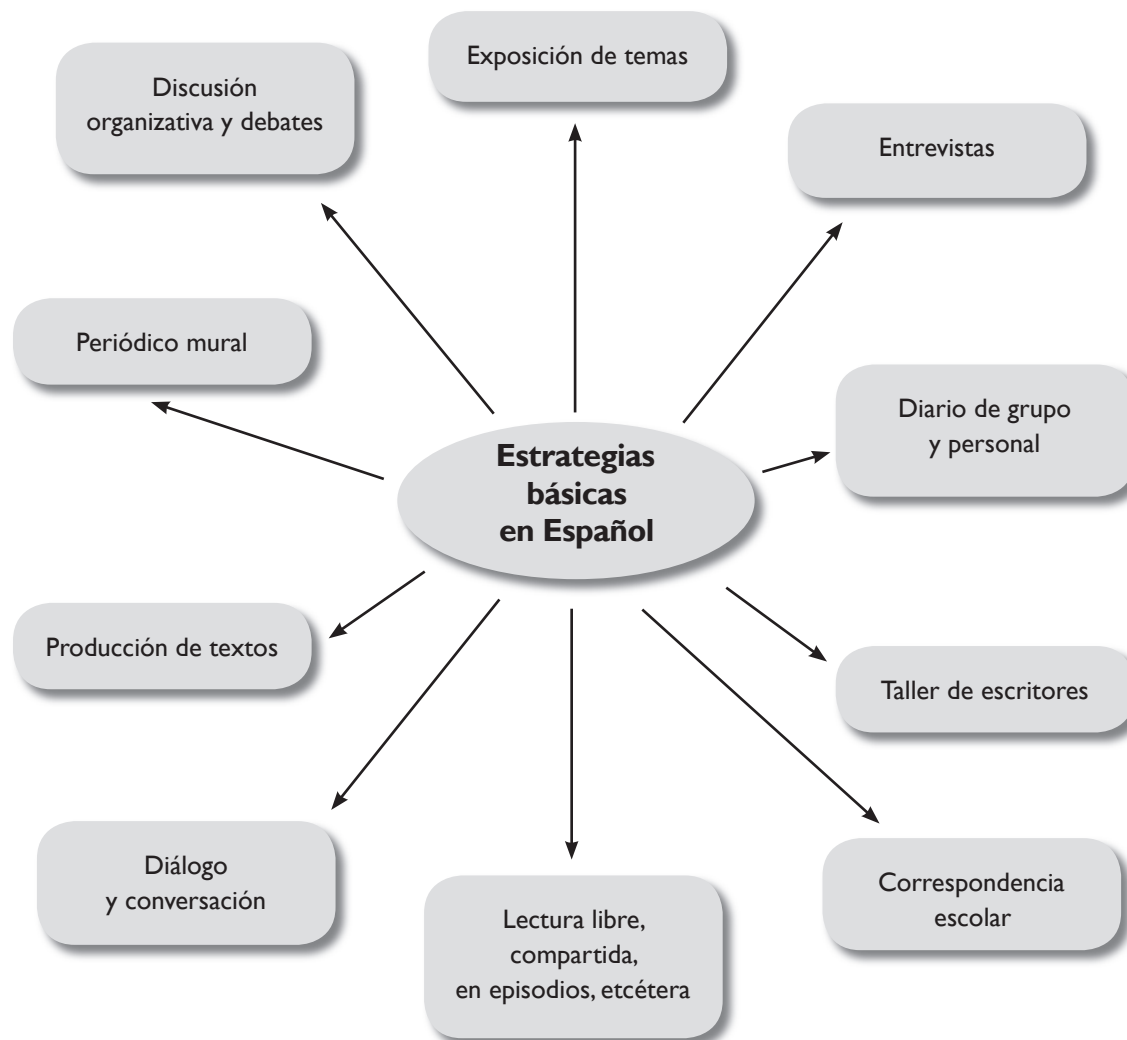 Exposición de temas
Discusión
organizativa y debates
Entrevistas
Periódico mural
Diario de grupo
y personal
Estrategias
básicas
en Español
Producción de textos
Taller de escritores
Diálogo
y conversación
Correspondencia
escolar
Lectura libre,
compartida,
en episodios, etcétera